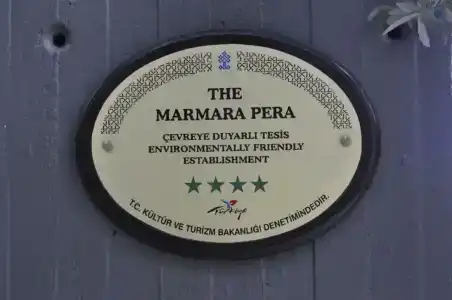 THE
MARMARA PERA
ÇEVREYE DUYARLI TESİS
ENVIRONMENTALLY FRIENDLY
ESTABLISHMENT
Türkiye
T.C. KÜLTÜR VE TURİZM BAKANLIĞI DENETİMİNDEDİR.